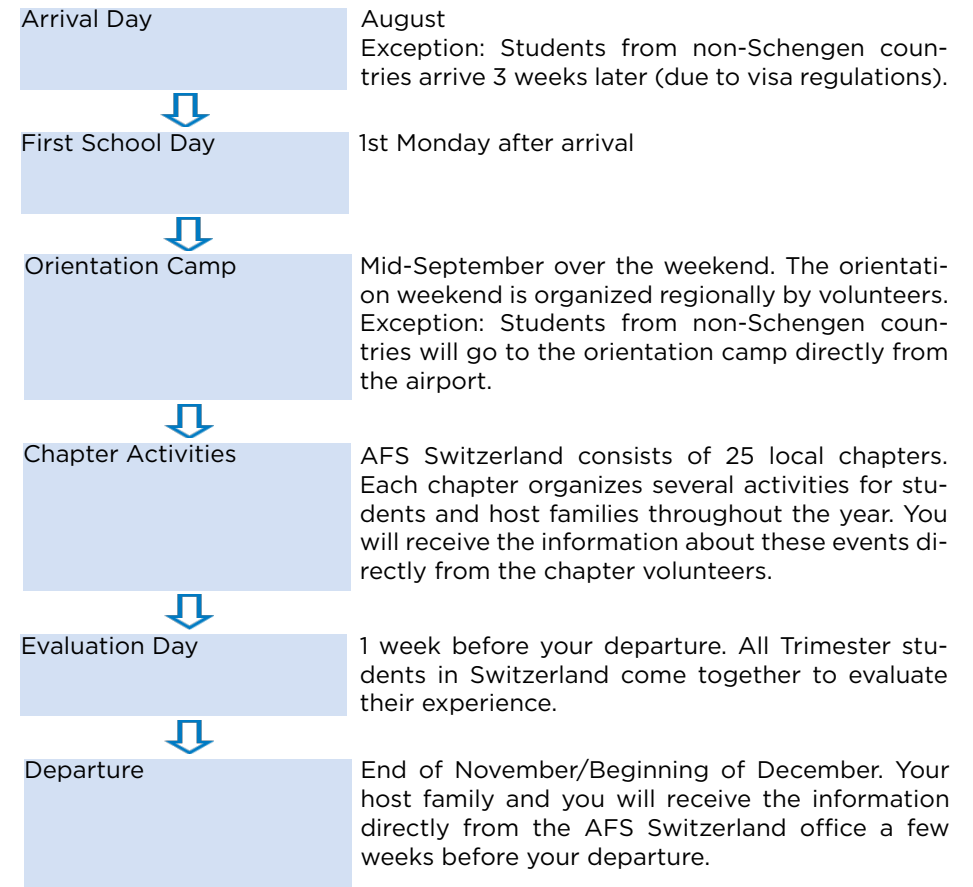 Arrival Day
August
Exception: Students from non-Schengen coun-
tries arrive 3 weeks later (due to visa regulations).
First School Day
1st Monday after arrival
Orientation Camp
Mid-September over the weekend. The orientati-
on weekend is organized regionally by volunteers.
Exception: Students from non-Schengen coun-
tries will go to the orientation camp directly from
the airport.
Chapter Activities
AFS Switzerland consists of 25 local chapters.
Each chapter organizes several activities for stu-
dents and host families throughout the year. You
will receive the information about these events di-
rectly from the chapter volunteers.
Evaluation Day
1 week before your departure. All Trimester stu-
dents in Switzerland come together to evaluate
their experience.
Departure
End of November/Beginning of December. Your
host family and you will receive the information
directly from the AFS Switzerland office a few
weeks before your departure.